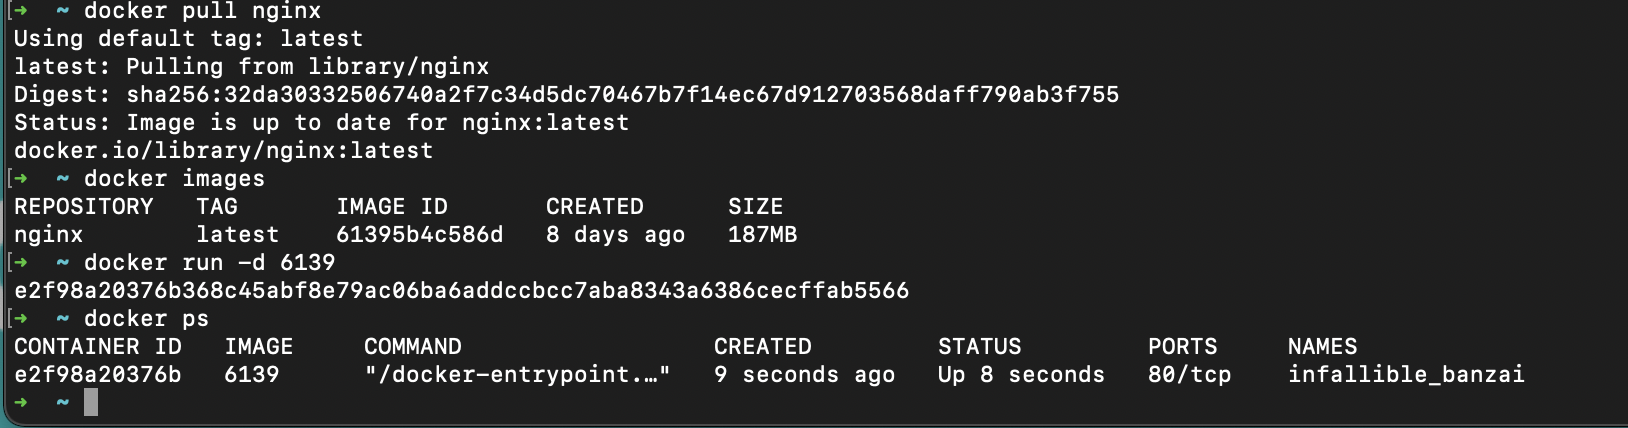 [➜  ~ docker pull nginx
Using default tag: latest
latest: Pulling from library/nginx
Digest: sha256:32da30332506740a2f7c34d5dc70467b7f14ec67d912703568daff790ab3f755
Status: Image is up to date for nginx:latest
docker.io/library/nginx:latest
[➜  ~ docker images
REPOSITORY   TAG       IMAGE ID       CREATED      SIZE
nginx        latest    61395b4c586d   8 days ago   187MB
[➜  ~ docker run -d 6139
e2f98a20376b368c45abf8e79ac06ba6addccbcc7aba8343a6386cecffab5566
[➜  ~ docker ps
CONTAINER ID   IMAGE     COMMAND                  CREATED         STATUS         PORTS     NAMES
e2f98a20376b   6139      "/docker-entrypoint.…"   9 seconds ago   Up 8 seconds   80/tcp    infallible_banzai
➜  ~